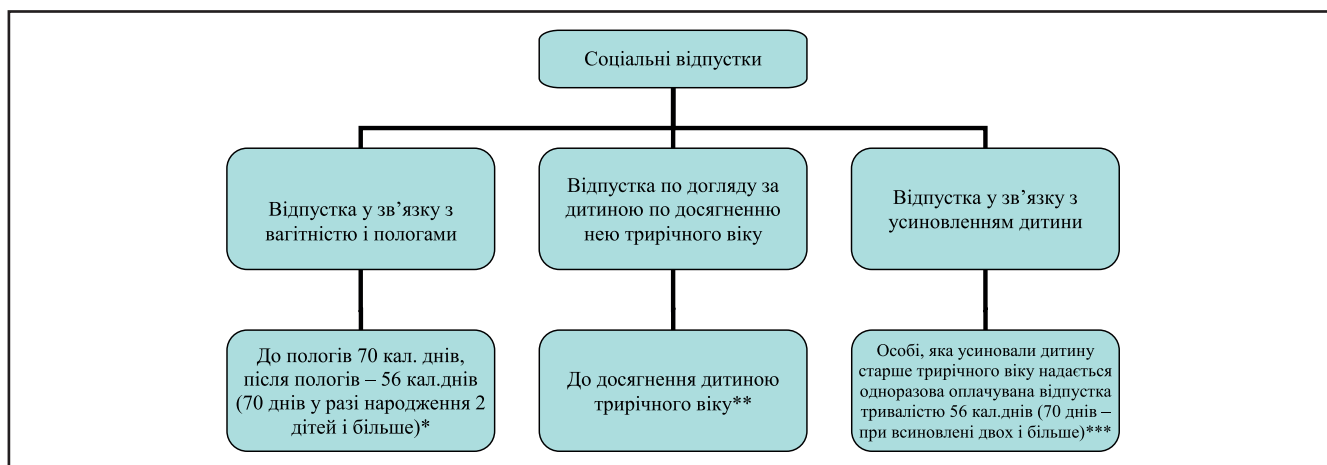 Соціальні відпустки
Відпустка у зв’язку з
вагітністю і пологами
Відпустка по догляду за
дитиною по досягненню
нею трирічного віку
Відпустка у зв’язку з
усиновленням дитини
До пологів 70 кал. днів,
після пологів – 56 кал.днів
(70 днів у разі народження 2
дітей і більше)*
До досягнення дитиною
трирічного віку**
Особі, яка усиновали дитину
старше трирічного віку надається
одноразова оплачувана відпустка
тривалістю 56 кал.днів (70 днів –
при всиновлені двох і більше)***